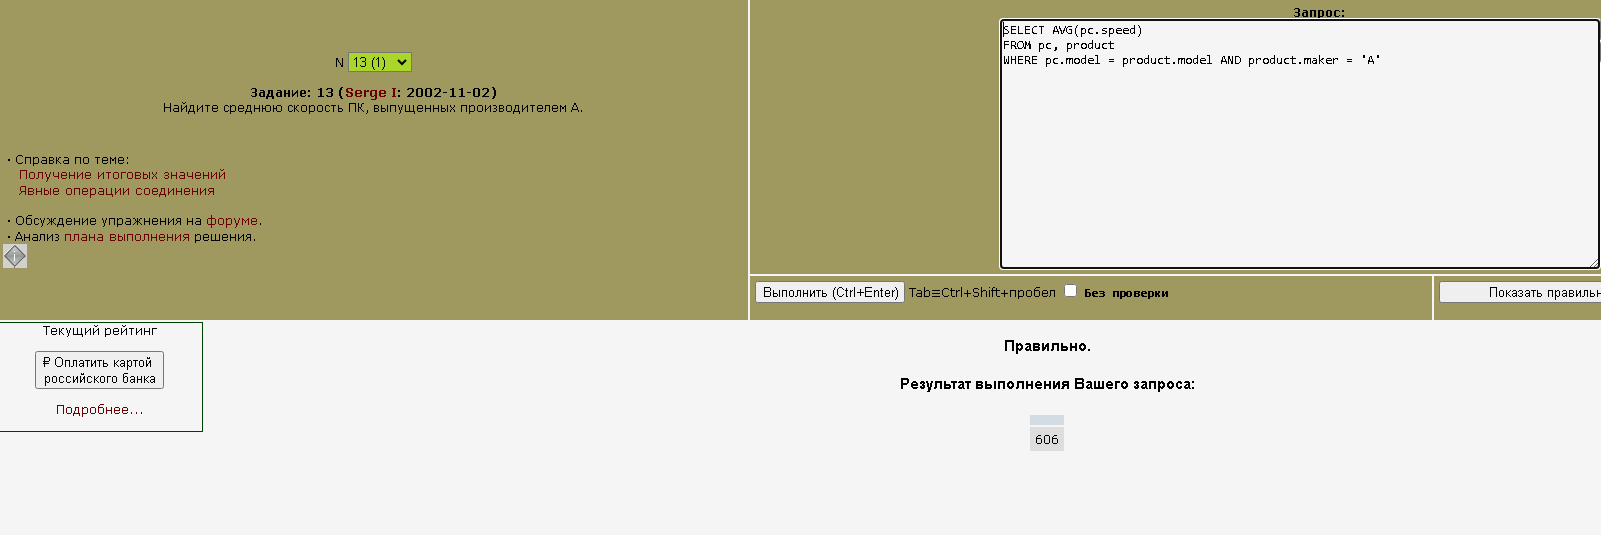 N 13 (1)
Задание: 13 (Serge I: 2002-11-02)
Найдите среднюю скорость ПК, выпущенных производителем A.
· Справка по теме:
Получение итоговых значений
Явные операции соединения
· Обсуждение упражнения на форуме.
· Анализ плана выполнения решения.
Запрос:
SELECT AVG(pc.speed)
FROM pc, product
WHERE pc.model = product.model AND product.maker = 'A'
Выполнить (Ctrl+Enter) Tab≡Ctrl+Shift+пробел Без проверки
Показать правильн
Текущий рейтинг
₽ Оплатить картой
российского банка
Подробнее...
Правильно.
Результат выполнения Вашего запроса:
606